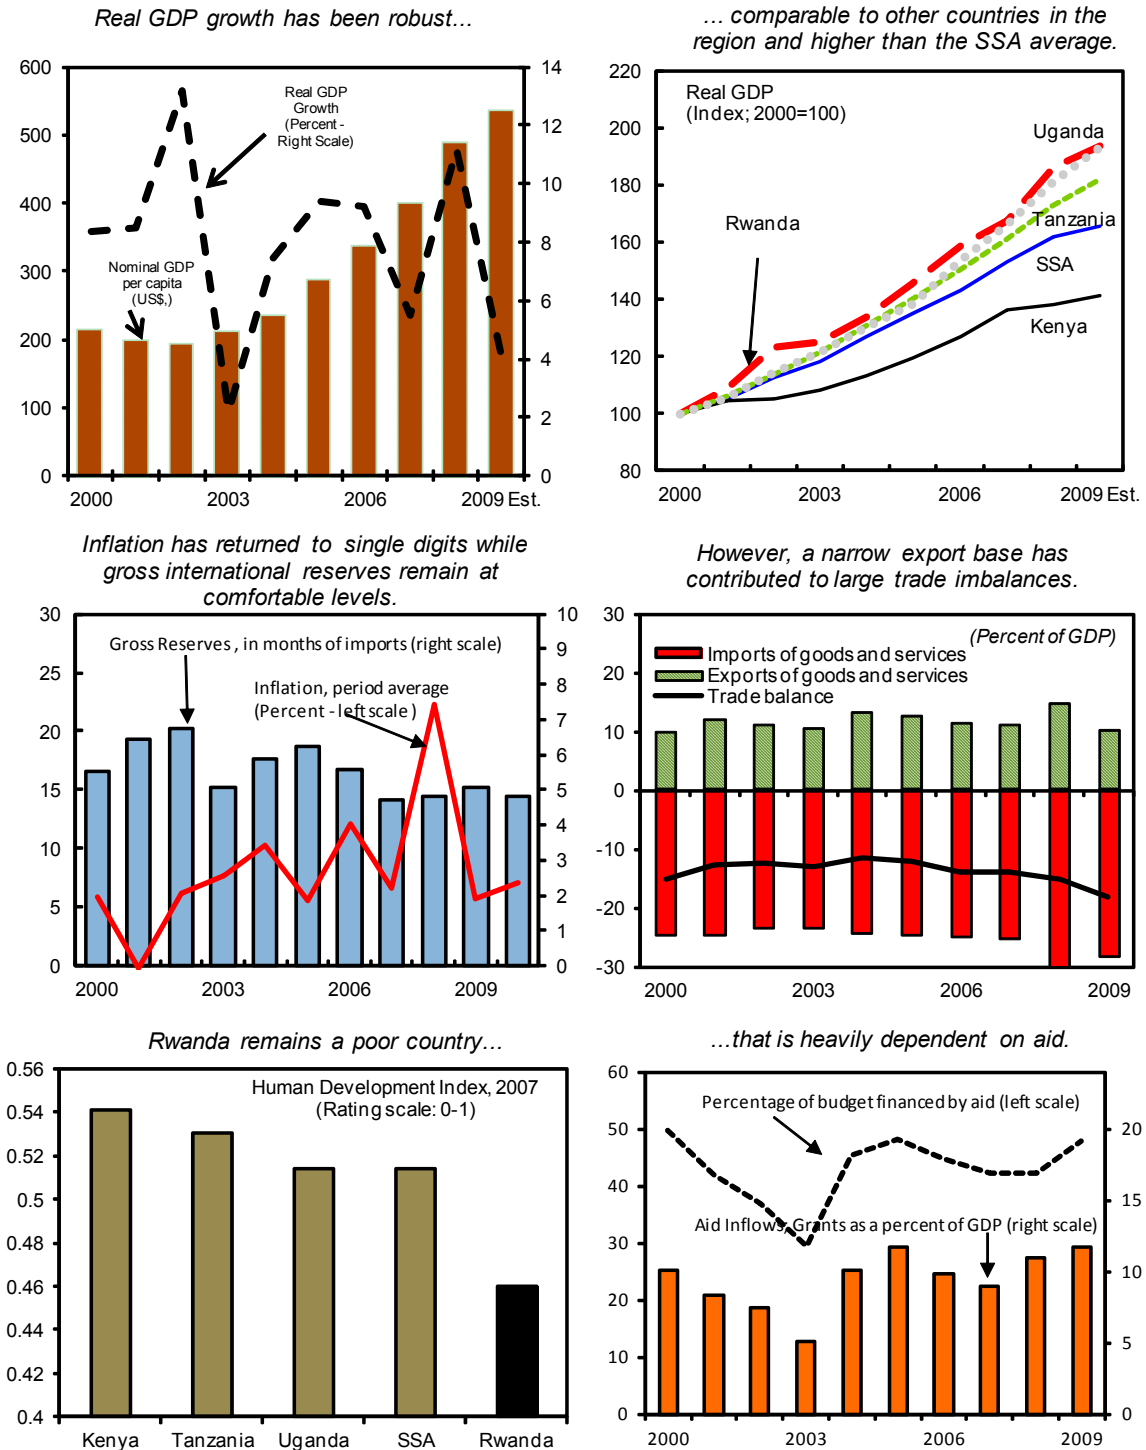 Real GDP growth has been robust…
600
500
400
300
200
100
0
14
12
10
8
6
4
2
0
Real GDP
Growth
(Percent -
Right Scale)
Nominal GDP
per capita
(US$,)
2000
2003
2006
2009 Est.
… comparable to other countries in the
region and higher than the SSA average.
220
200
180
160
140
120
100
80
Real GDP
(Index; 2000=100)
Uganda
Rwanda
Tanzania
SSA
Kenya
2000
2003
2006
2009 Est.
Inflation has returned to single digits while
gross international reserves remain at
comfortable levels.
30
25
20
15
10
5
0
10
9
8
7
6
5
4
3
2
1
0
Gross Reserves , in months of imports (right scale)
Inflation, period average
(Percent - left scale )
2000
2003
2006
2009
However, a narrow export base has
contributed to large trade imbalances.
30
20
10
0
-10
-20
-30
(Percent of GDP)
Imports of goods and services
Exports of goods and services
Trade balance
2000
2003
2006
2009
Rwanda remains a poor country…
0.56
0.54
0.52
0.5
0.48
0.46
0.44
0.42
0.4
Human Development Index, 2007
(Rating scale: 0-1)
Kenya
Tanzania
Uganda
SSA
Rwanda
…that is heavily dependent on aid.
60
50
40
30
20
10
0
20
15
10
5
0
Percentage of budget financed by aid (left scale)
Aid Inflows, Grants as a percent of GDP (right scale)
2000
2003
2006
2009